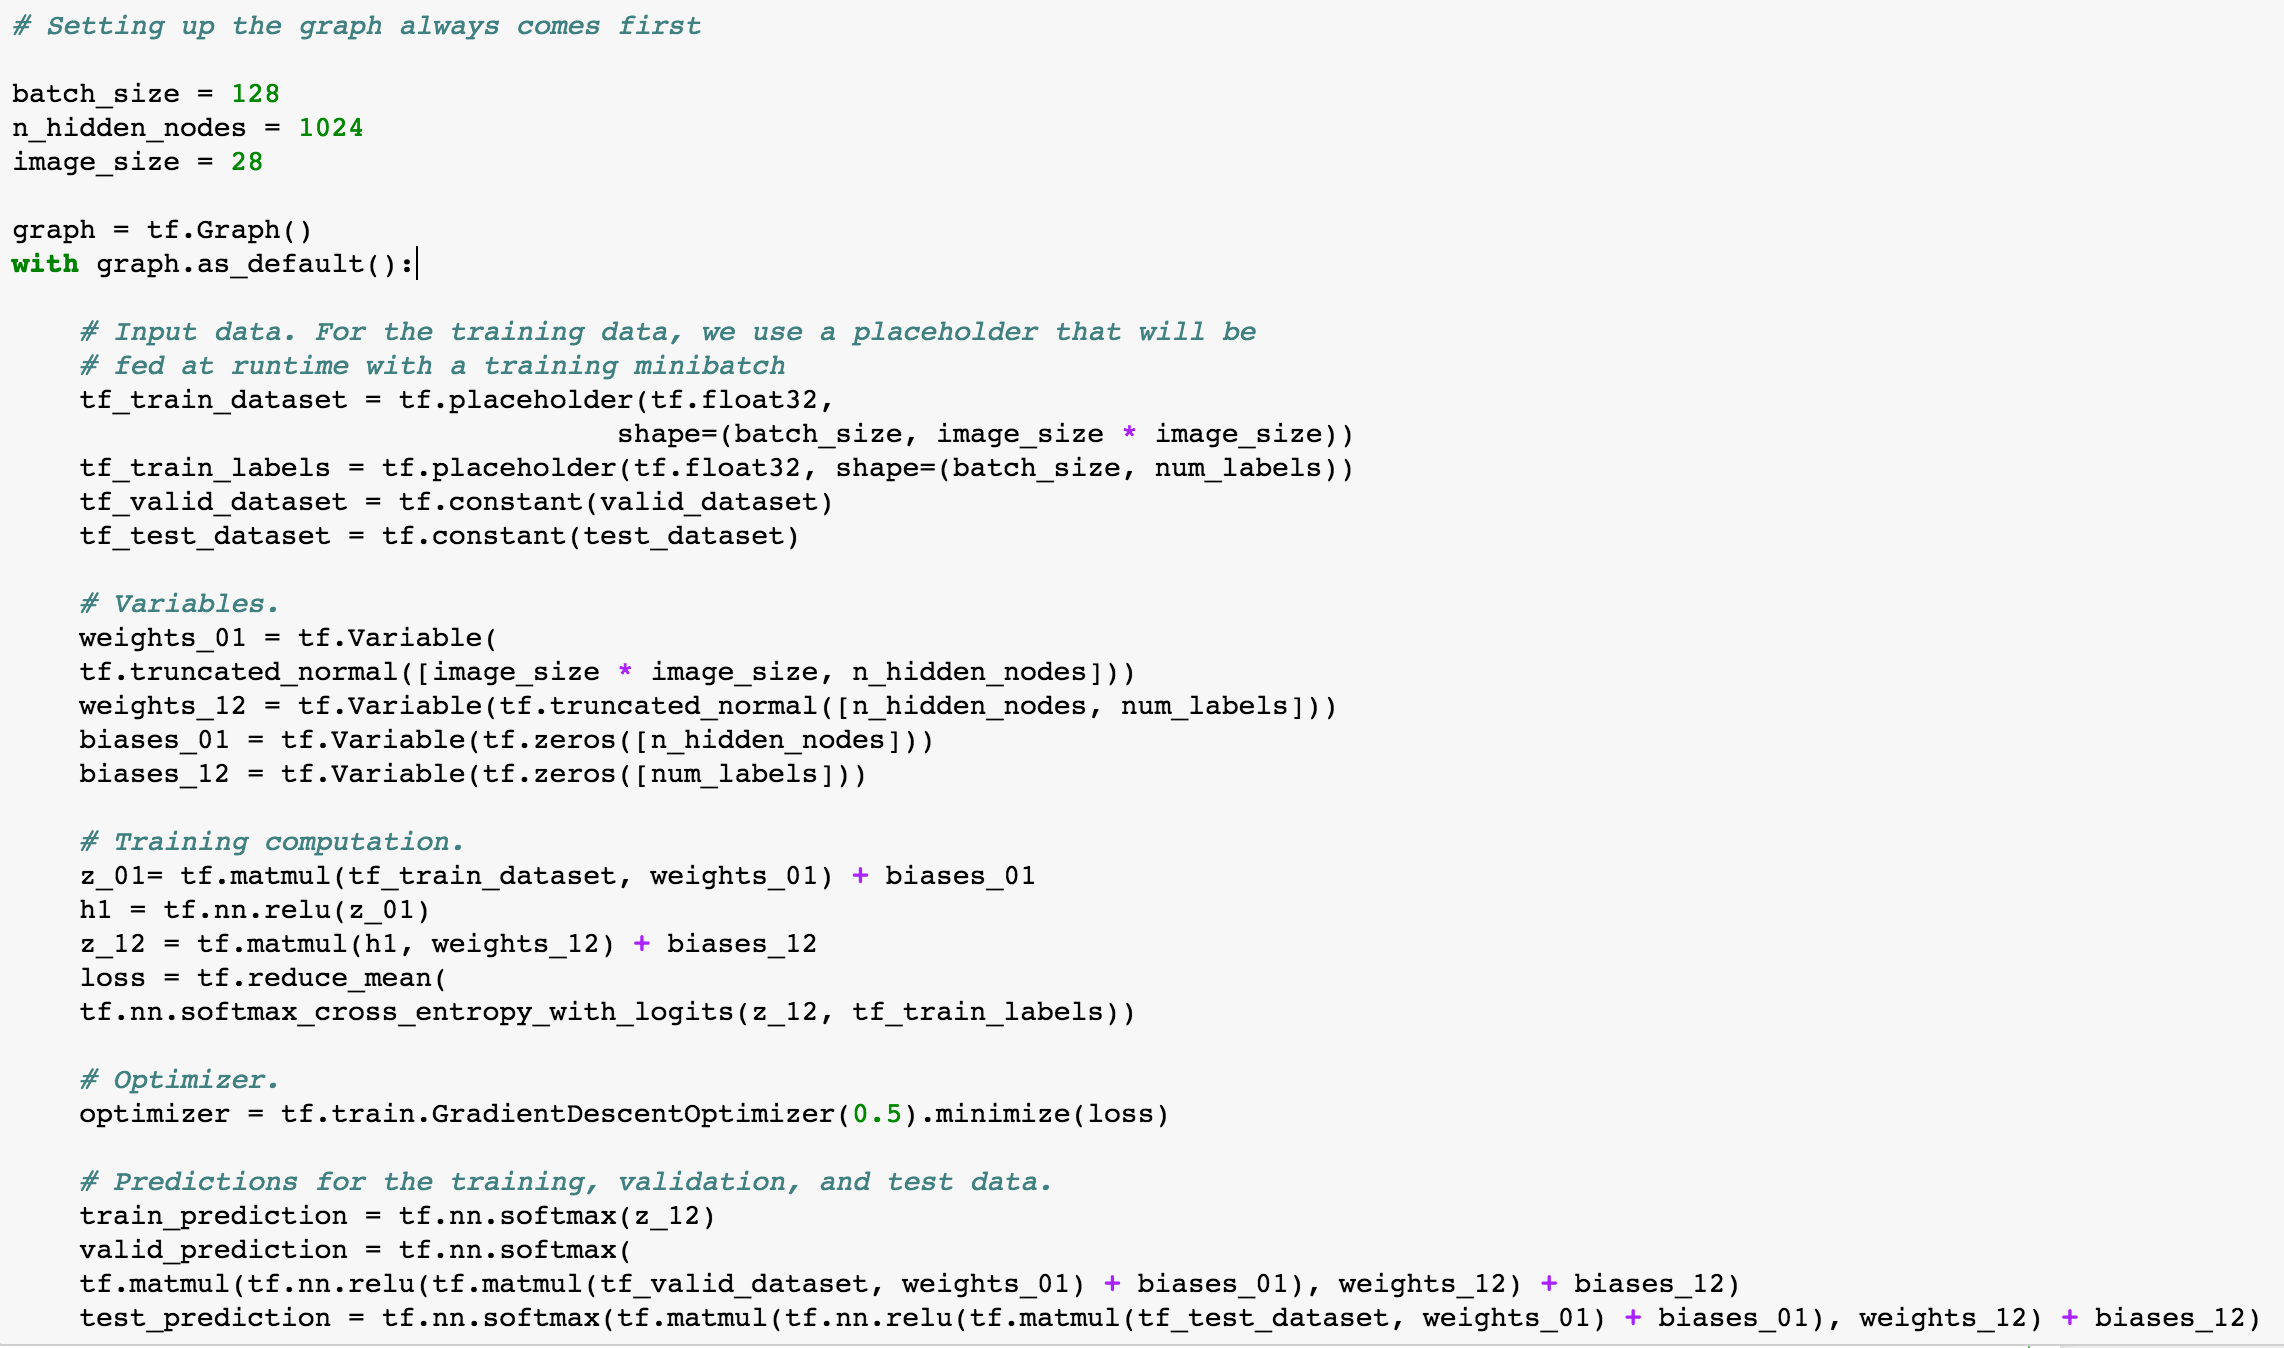 # Setting up the graph always comes first
batch_size = 128
n_hidden_nodes = 1024
image_size = 28
graph = tf.Graph()
with graph.as_default():
# Input data. For the training data, we use a placeholder that will be
# fed at runtime with a training minibatch
tf_train_dataset = tf.placeholder(tf.float32,
shape=(batch_size, image_size * image_size))
tf_train_labels = tf.placeholder(tf.float32, shape=(batch_size, num_labels))
tf_valid_dataset = tf.constant(valid_dataset)
tf_test_dataset = tf.constant(test_dataset)
# Variables.
weights_01 = tf.Variable(
tf.truncated_normal([image_size * image_size, n_hidden_nodes]))
weights_12 = tf.Variable(tf.truncated_normal([n_hidden_nodes, num_labels]))
biases_01 = tf.Variable(tf.zeros([n_hidden_nodes]))
biases_12 = tf.Variable(tf.zeros([num_labels]))
# Training computation.
z_01= tf.matmul(tf_train_dataset, weights_01) + biases_01
h1 = tf.nn.relu(z_01)
z_12 = tf.matmul(h1, weights_12) + biases_12
loss = tf.reduce_mean(
tf.nn.softmax_cross_entropy_with_logits(z_12, tf_train_labels))
# Optimizer.
optimizer = tf.train.GradientDescentOptimizer(0.5).minimize(loss)
# Predictions for the training, validation, and test data.
train_prediction = tf.nn.softmax(z_12)
valid_prediction = tf.nn.softmax(
tf.matmul(tf.nn.relu(tf.matmul(tf_valid_dataset, weights_01) + biases_01), weights_12) + biases_12)
test_prediction = tf.nn.softmax(tf.matmul(tf.nn.relu(tf.matmul(tf_test_dataset, weights_01) + biases_01), weights_12) + biases_12)